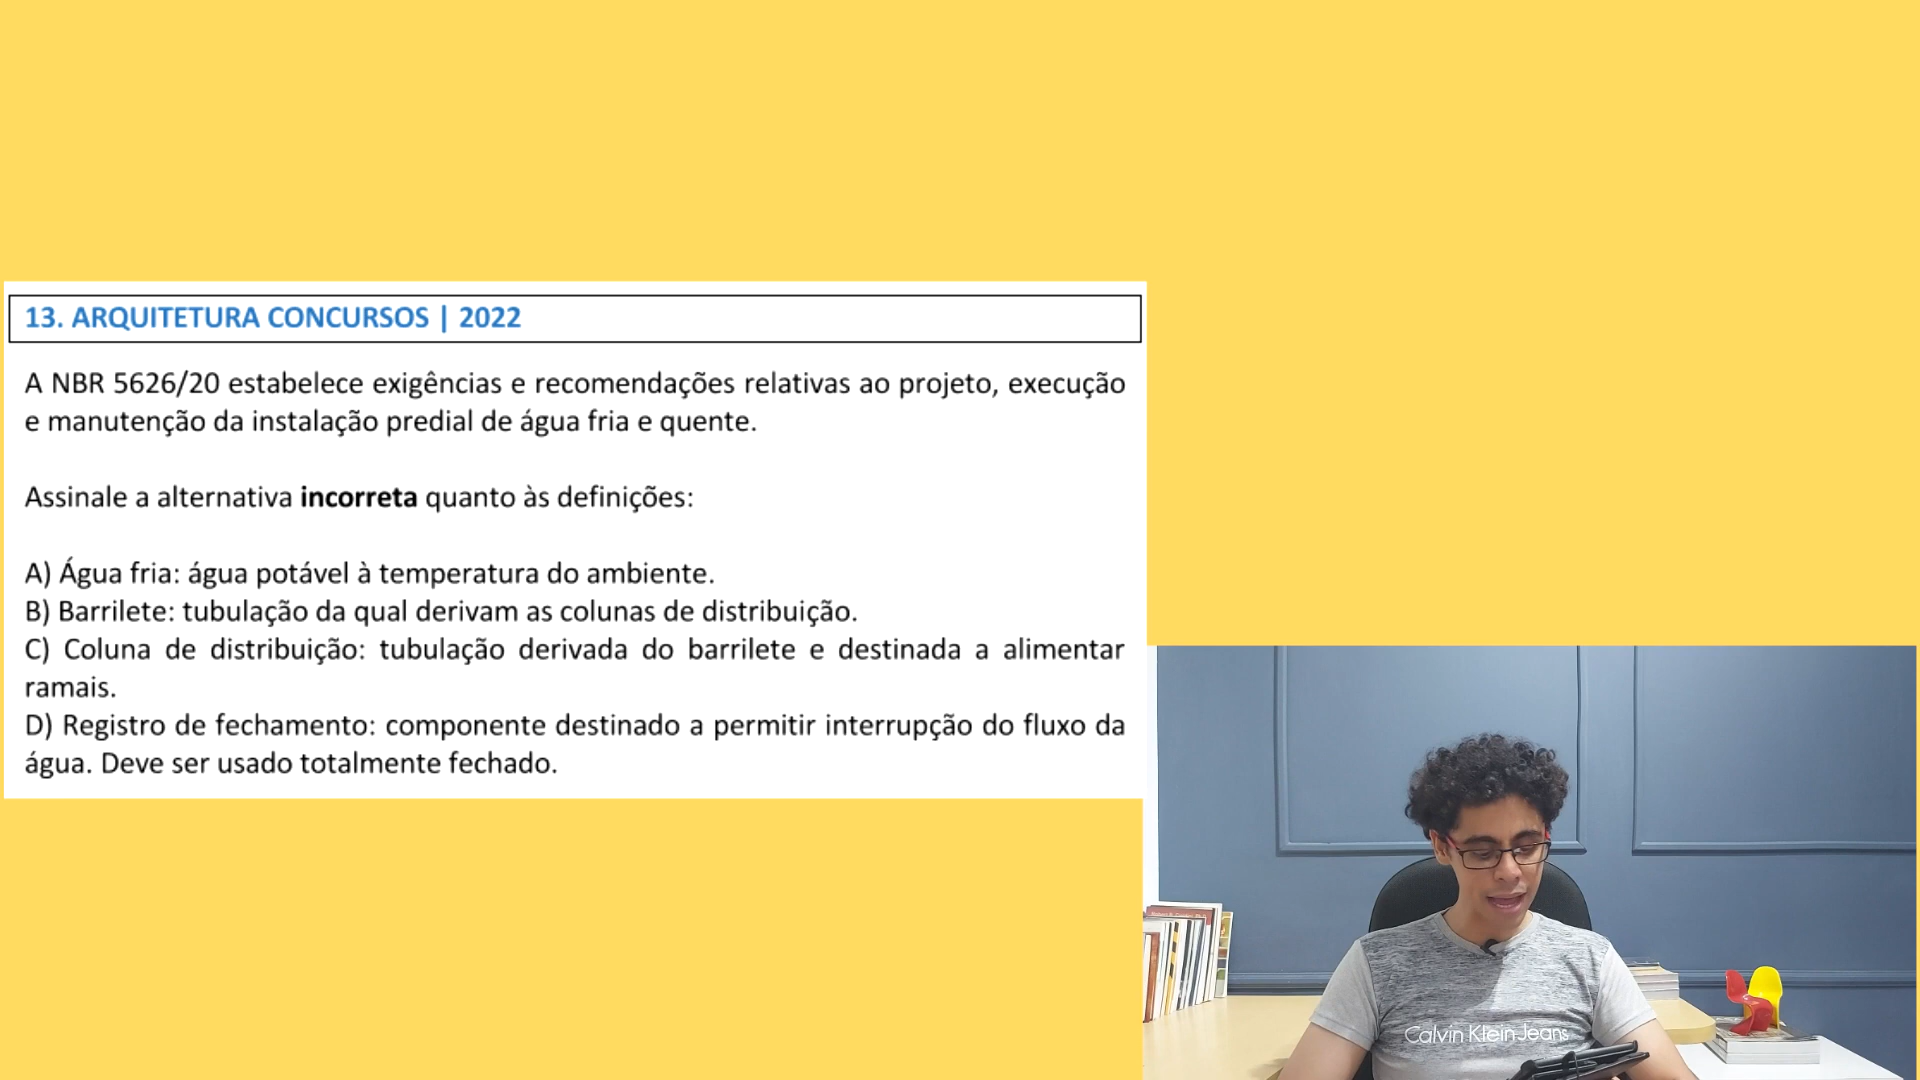 13. ARQUITETURA CONCURSOS | 2022
A NBR 5626/20 estabelece exigências e recomendações relativas ao projeto, execução
e manutenção da instalação predial de água fria e quente.
Assinale a alternativa incorreta quanto às definições:
A) Água fria: água potável à temperatura do ambiente.
B) Barrilete: tubulação da qual derivam as colunas de distribuição.
C) Coluna de distribuição: tubulação derivada do barrilete e destinada a alimentar
ramais.
D) Registro de fechamento: componente destinado a permitir interrupção do fluxo da
água. Deve ser usado totalmente fechado.
Calvin Klein Jeans